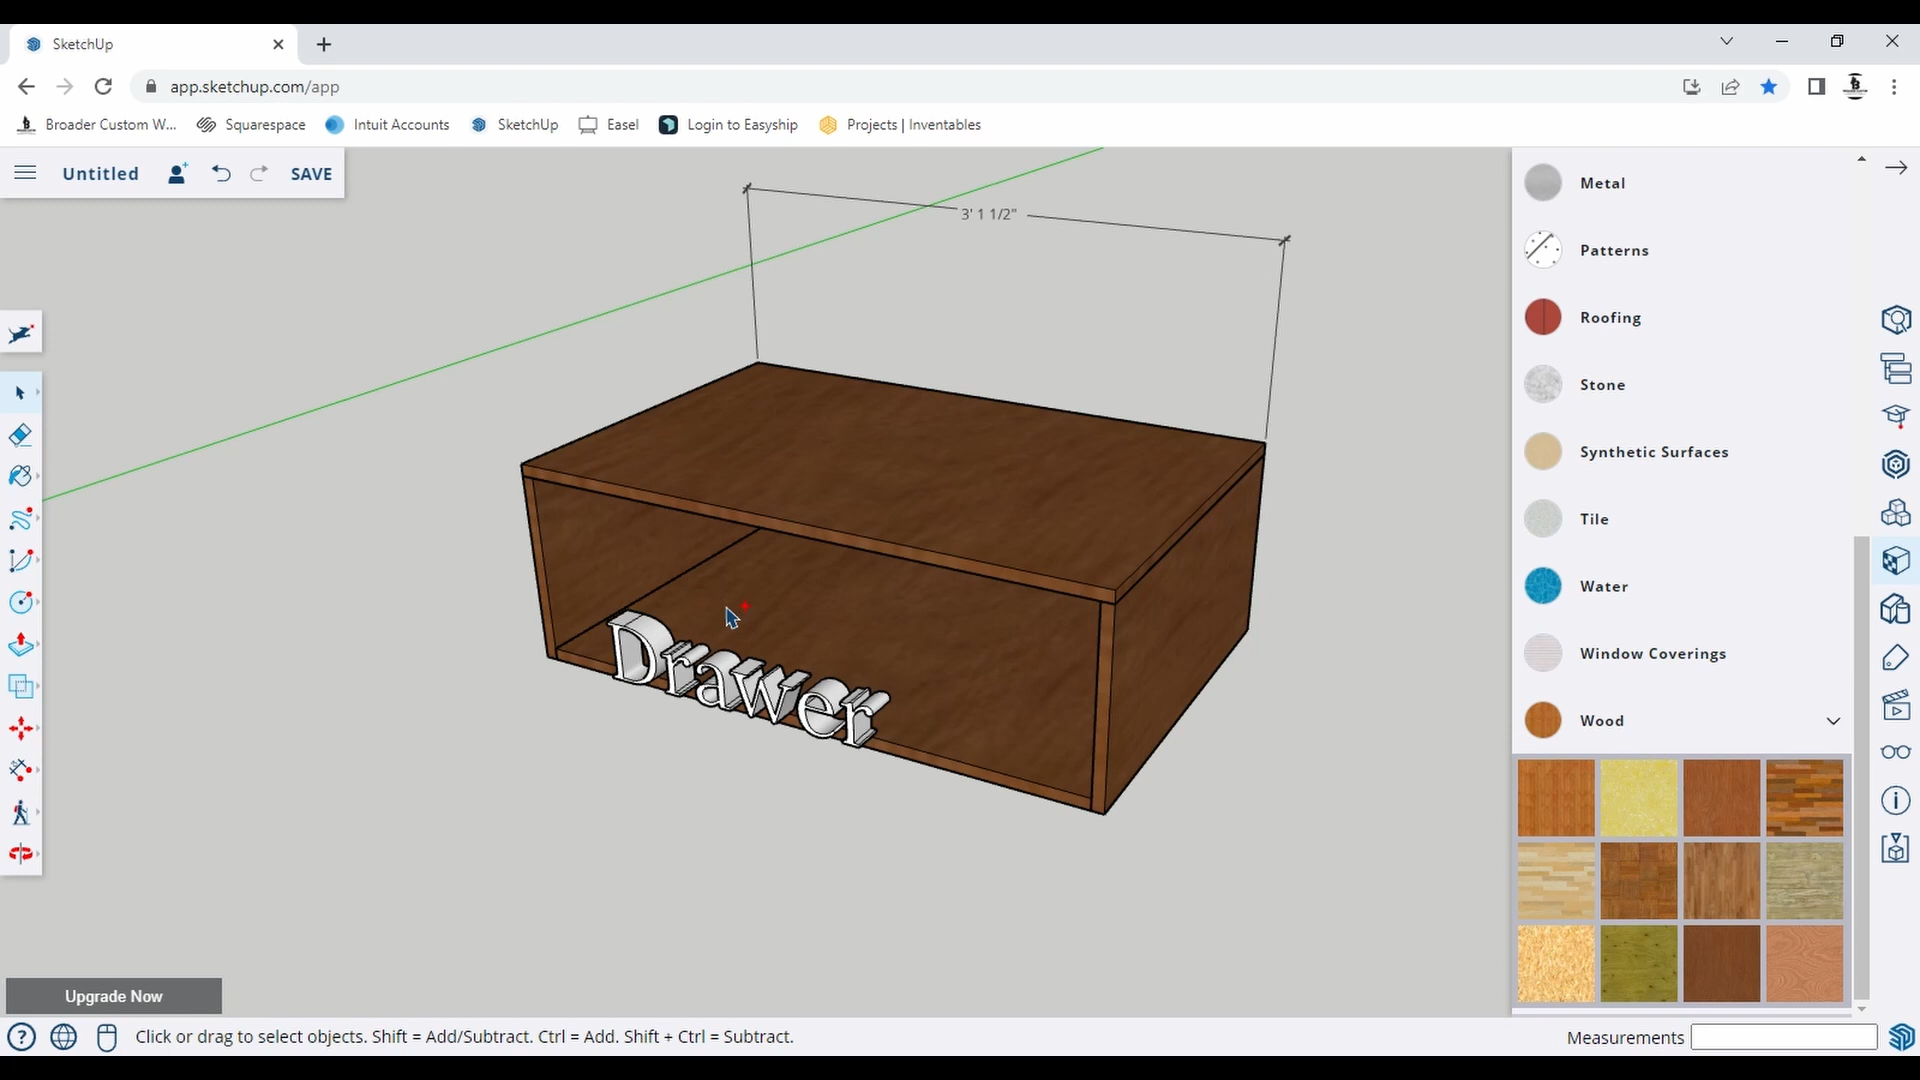 SketchUp
app.sketchup.com/app
Broader Custom W...
Squarespace
Intuit Accounts
SketchUp
Easel
Login to Easyship
Projects | Inventables
Untitled
SAVE
3' 1 1/2"
Drawer
Metal
Patterns
Roofing
Stone
Synthetic Surfaces
Tile
Water
Window Coverings
Wood
Upgrade Now
Click or drag to select objects. Shift = Add/Subtract. Ctrl = Add. Shift + Ctrl = Subtract.
Measurements